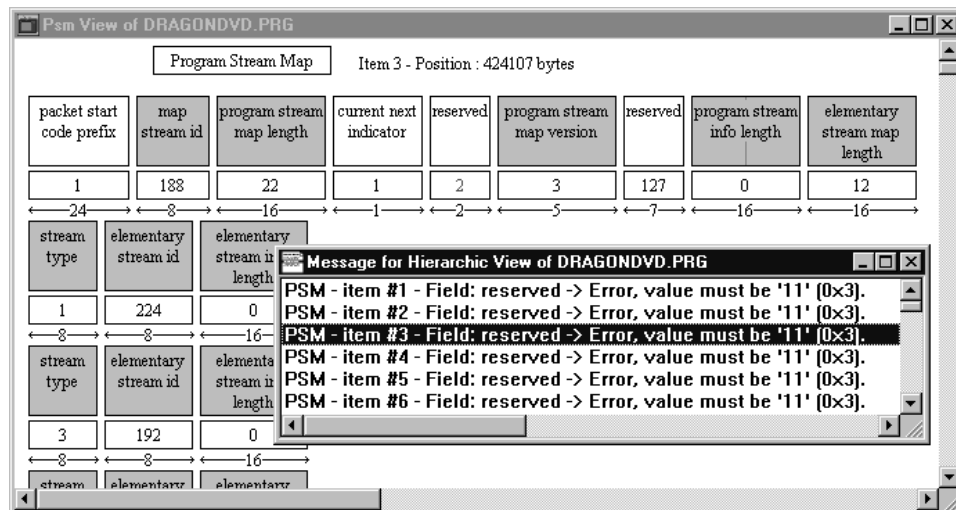 Psm View of DRAGONDVD.PRG
Program Stream Map
Item 3 - Position : 424107 bytes
packet start code prefix
map stream id
program stream map length
current next indicator
reserved
program stream map version
reserved
program stream info length
elementary stream map length
1 188 22 1 2 3 127 0 12
24 8 16 1 2 5 7 16 16
stream type
elementary stream id
elementary stream in
length
1 224 0
8 8 16
stream type
elementary stream id
elementa
stream in
length
3 192 0
8 8 16
stream elementary elementary
Message for Hierarchic View of DRAGONDVD.PRG
PSM - item #1 - Field: reserved -> Error, value must be '11' (0x3).
PSM - item #2 - Field: reserved -> Error, value must be '11' (0x3).
PSM - item #3 - Field: reserved -> Error, value must be '11' (0x3).
PSM - item #4 - Field: reserved -> Error, value must be '11' (0x3).
PSM - item #5 - Field: reserved -> Error, value must be '11' (0x3).
PSM - item #6 - Field: reserved -> Error, value must be '11' (0x3).